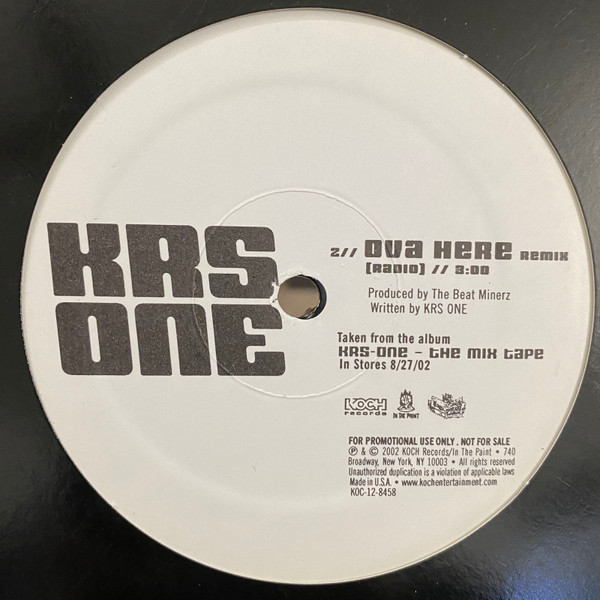 KRS
ONE
2// Ova Here Remix
(Radio) // 3:00
Produced by The Beat Minerz
Written by KRS ONE
Taken from the album
KRS-One - The Mix Tape
In Stores 8/27/02
KOCH
records
IN THE PAINT
FOR PROMOTIONAL USE ONLY . NOT FOR SALE
℗ & © 2002 KOCH Records/In The Paint • 740
Broadway, New York, NY 10003 • All rights reserved
Unauthorized duplication is a violation of applicable laws
Made in U.S.A. • www.kochentertainment.com
KOC-12-8458